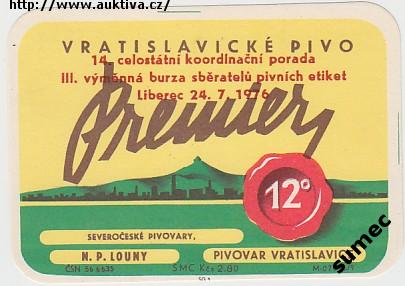 http://www.auktiva.cz/
VRATISLAVICKÉ PIVO
14. celostátní koordinační porada
III. výměnná burza sběratelů pivních etiket
Liberec 24. 7. 1976
Premier
12°
SEVEROČESKÉ PIVOVARY,
N. P. LOUNY
PIVOVAR VRATISLAVICE
ČSN 56 6635
SMC Kčs 2.80
sumec